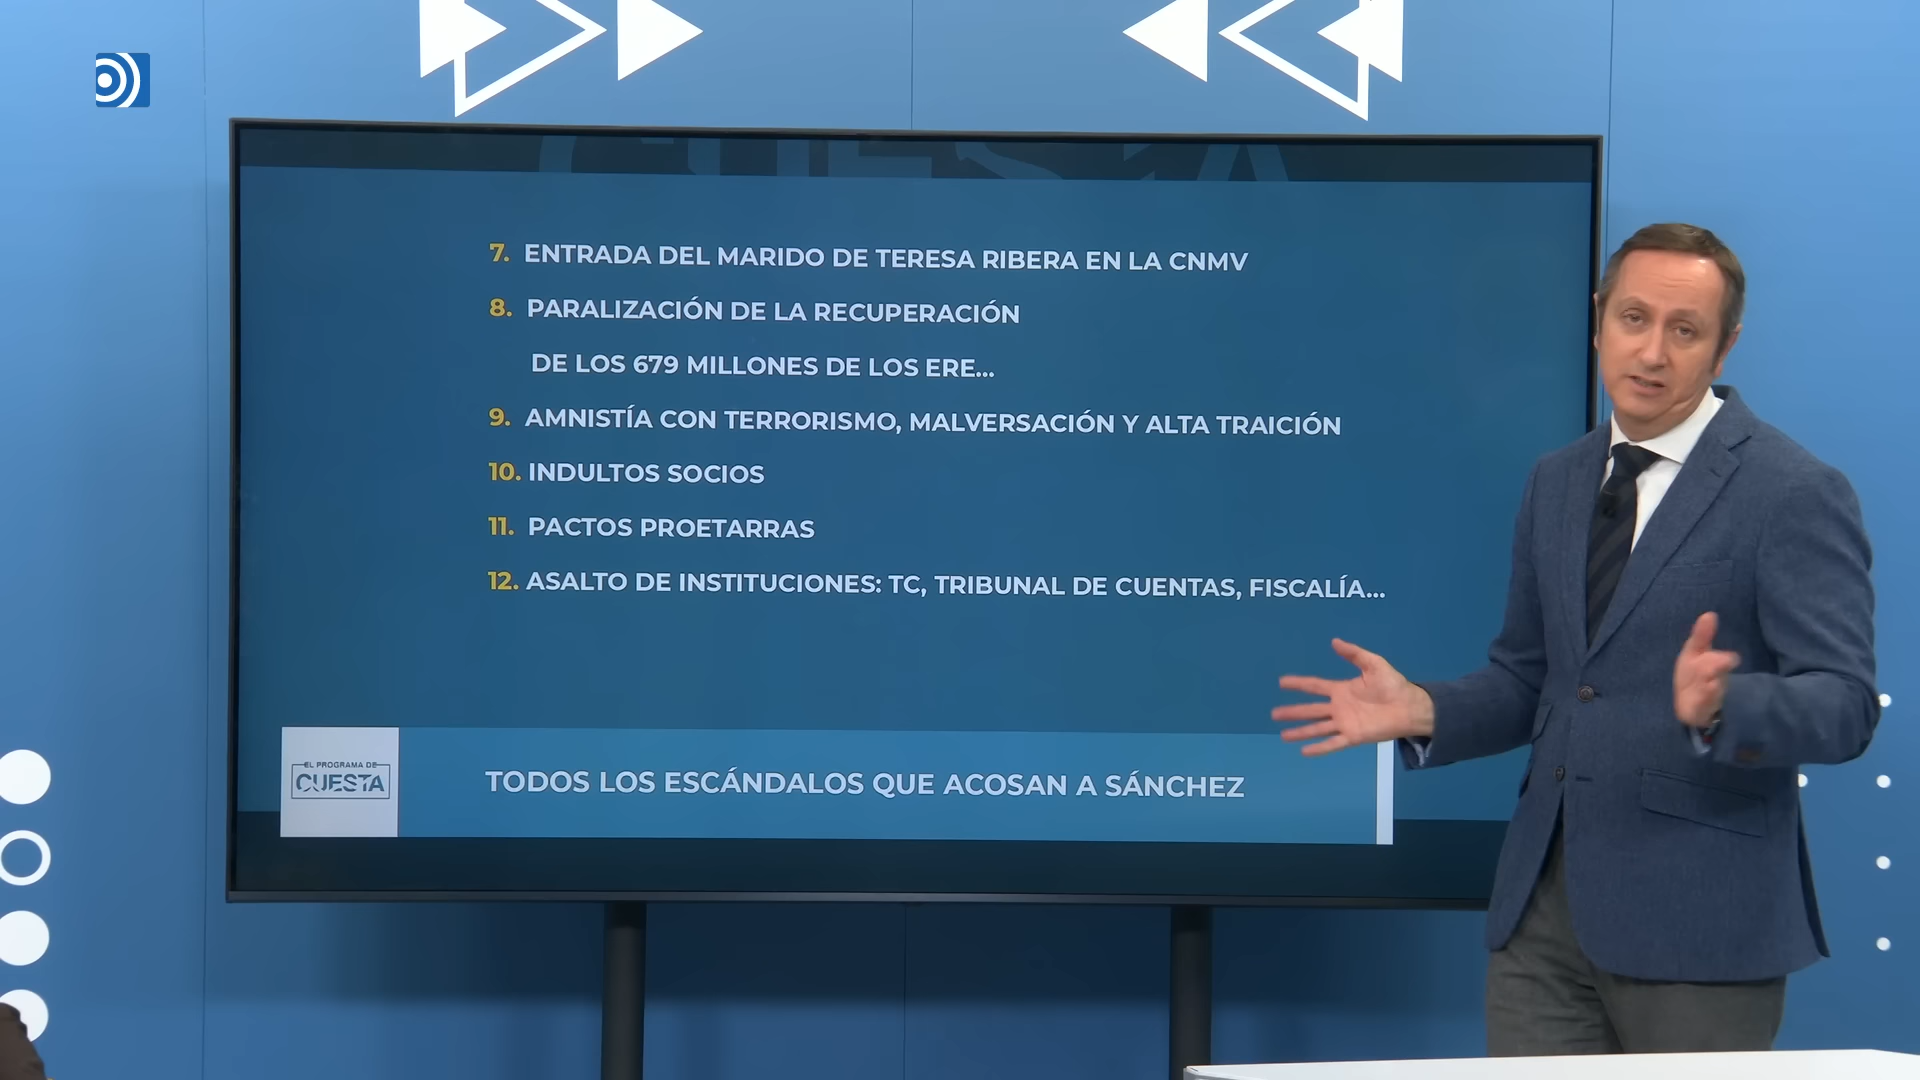 CUESTA
7. ENTRADA DEL MARIDO DE TERESA RIBERA EN LA CNMV
8. PARALIZACIÓN DE LA RECUPERACIÓN
DE LOS 679 MILLONES DE LOS ERE...
9. AMNISTÍA CON TERRORISMO, MALVERSACIÓN Y ALTA TRAICIÓN
10. INDULTOS SOCIOS
11. PACTOS PROETARRAS
12. ASALTO DE INSTITUCIONES: TC, TRIBUNAL DE CUENTAS, FISCALÍA...
EL PROGRAMA DE
CUESTA
TODOS LOS ESCÁNDALOS QUE ACOSAN A SÁNCHEZ